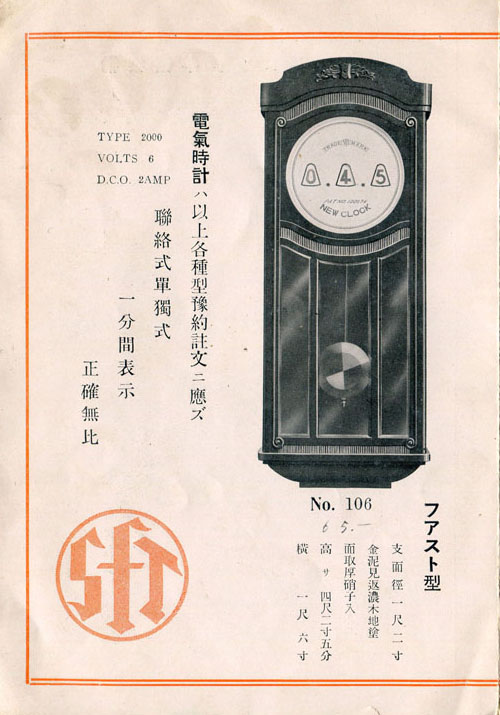 TRADE MARK
0.4.5
NEW CLOCK
No. 106
65.-
フアスト型
支面徑一尺二寸
金泥見返濃木地塗
面取厚硝子入
高サ 四尺二寸五分
橫 一尺六寸
TYPE 2000
VOLTS 6
D.C.O. 2AMP
電氣時計ハ以上各種型豫約註文ニ應ズ
聯絡式單獨式
一分間表示
正確無比
SFT